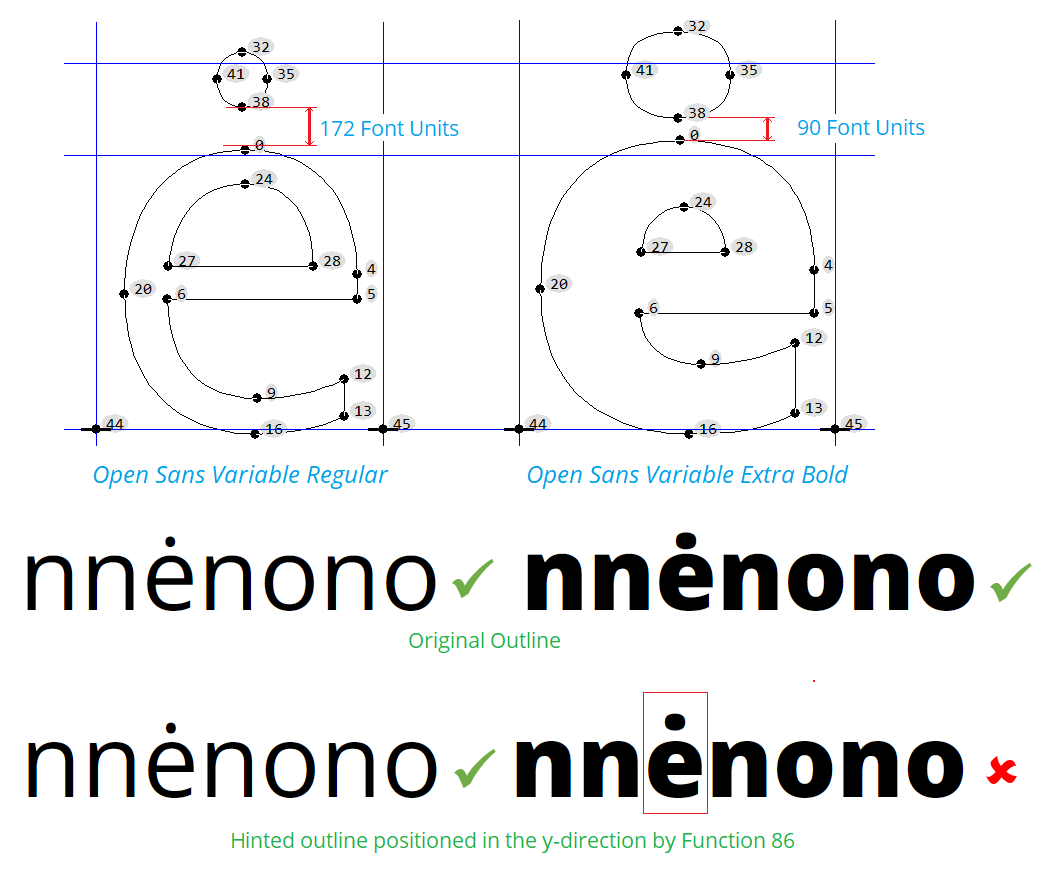 32 32
41 35 41 35
38 38
172 Font Units 90 Font Units
0 0
24 24
27 28 27 28
4 4
20 6 5 20 6 5
12 12
9 9
13 13
44 16 45 44 16 45
Open Sans Variable Regular Open Sans Variable Extra Bold
nnėnono nnėnono
Original Outline
nnėnono nnėnono
Hinted outline positioned in the y-direction by Function 86